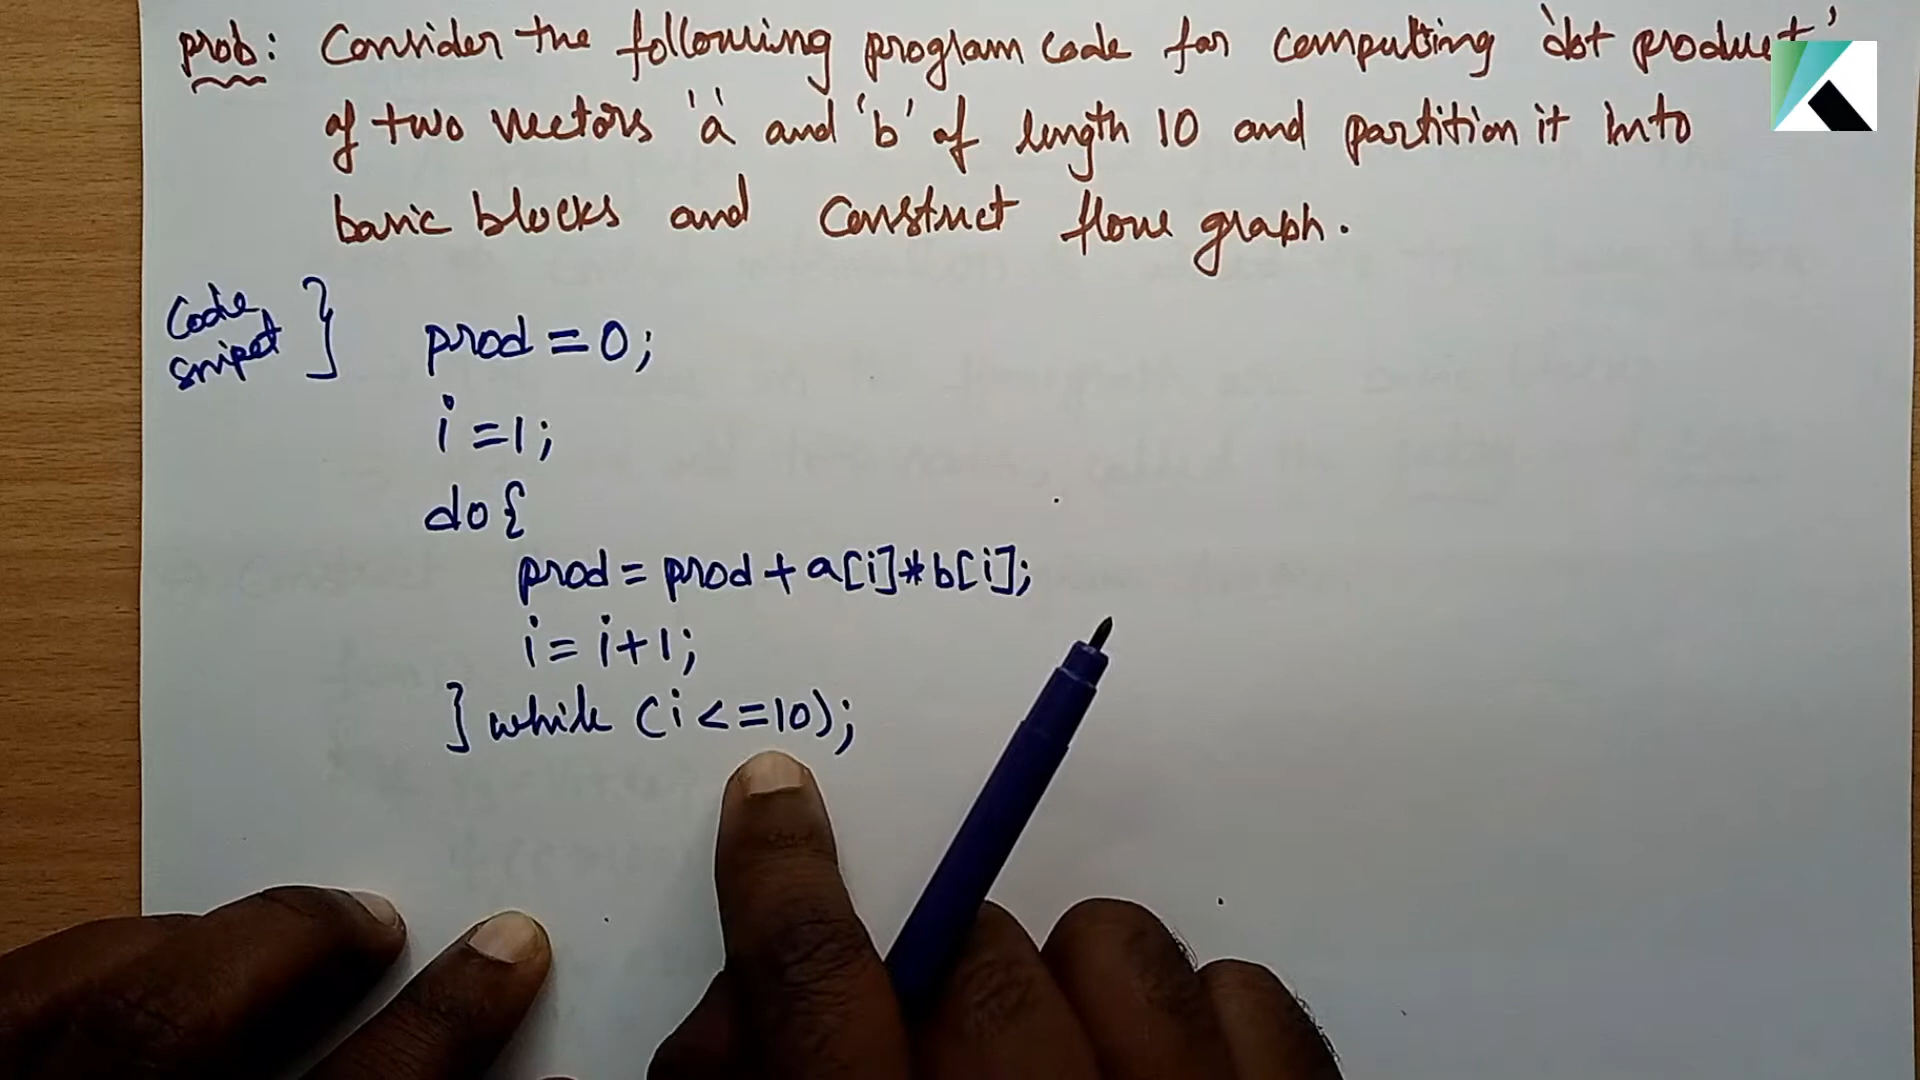 prob: Consider the following program code for computing 'dot product'
of two vectors 'a' and 'b' of length 10 and partition it into
basic blocks and construct flow graph.
Code snipet }
prod = 0;
i = 1;
do {
prod = prod + a[i] * b[i];
i = i+1;
} while (i <= 10);